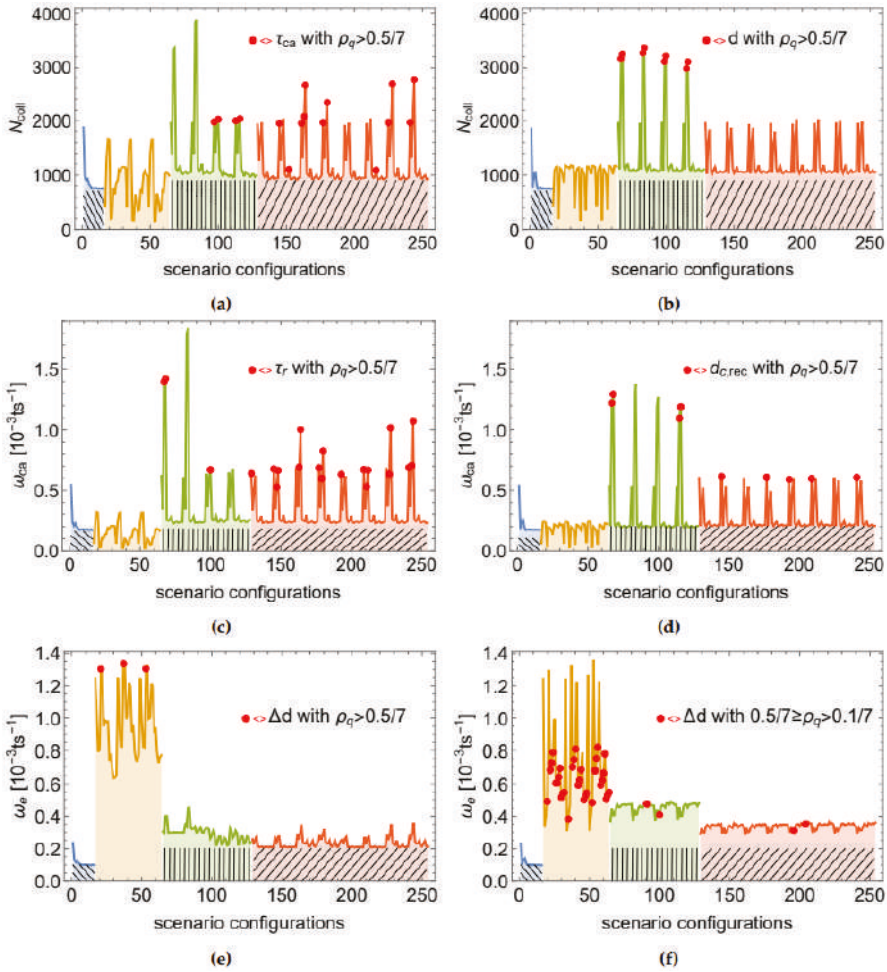 4000
3000
2000
1000
0
N_coll
τ_ca with ρ_q>0.5/7
0 50 100 150 200 250
scenario configurations
(a)
4000
3000
2000
1000
0
N_coll
d with ρ_q>0.5/7
0 50 100 150 200 250
scenario configurations
(b)
1.5
1.0
0.5
0.0
ω_ca [10⁻³ts⁻¹]
<> τ_r with ρ_q>0.5/7
0 50 100 150 200 250
scenario configurations
(c)
1.5
1.0
0.5
0.0
ω_ca [10⁻³ts⁻¹]
<> d_c,rec with ρ_q>0.5/7
0 50 100 150 200 250
scenario configurations
(d)
1.4
1.2
1.0
0.8
0.6
0.4
0.2
0.0
ω_e [10⁻³ts⁻¹]
<> Δd with ρ_q>0.5/7
0 50 100 150 200 250
scenario configurations
(e)
1.4
1.2
1.0
0.8
0.6
0.4
0.2
0.0
ω_e [10⁻³ts⁻¹]
<> Δd with 0.5/7≥ρ_q>0.1/7
0 50 100 150 200 250
scenario configurations
(f)